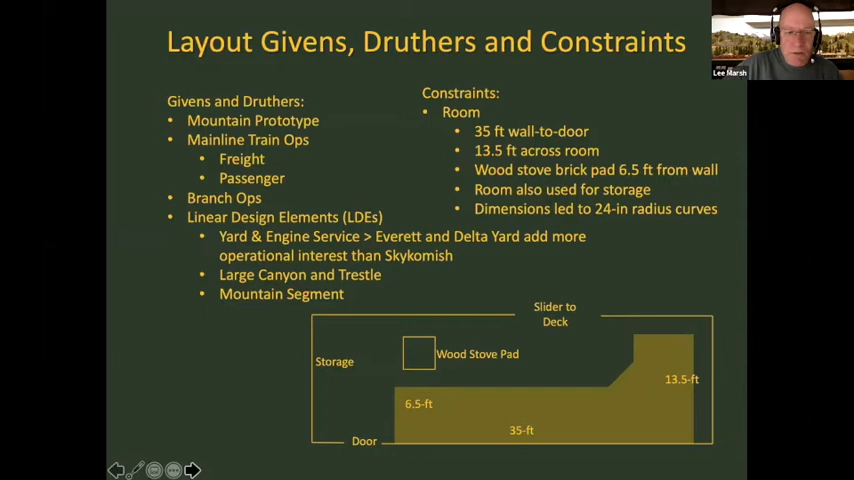 Layout Givens, Druthers and Constraints
Lee Marsh
Givens and Druthers:
• Mountain Prototype
• Mainline Train Ops
• Freight
• Passenger
• Branch Ops
• Linear Design Elements (LDEs)
• Yard & Engine Service > Everett and Delta Yard add more
operational interest than Skykomish
• Large Canyon and Trestle
• Mountain Segment
Constraints:
• Room
• 35 ft wall-to-door
• 13.5 ft across room
• Wood stove brick pad 6.5 ft from wall
• Room also used for storage
• Dimensions led to 24-in radius curves
Slider to
Deck
Storage
Wood Stove Pad
13.5-ft
6.5-ft
35-ft
Door